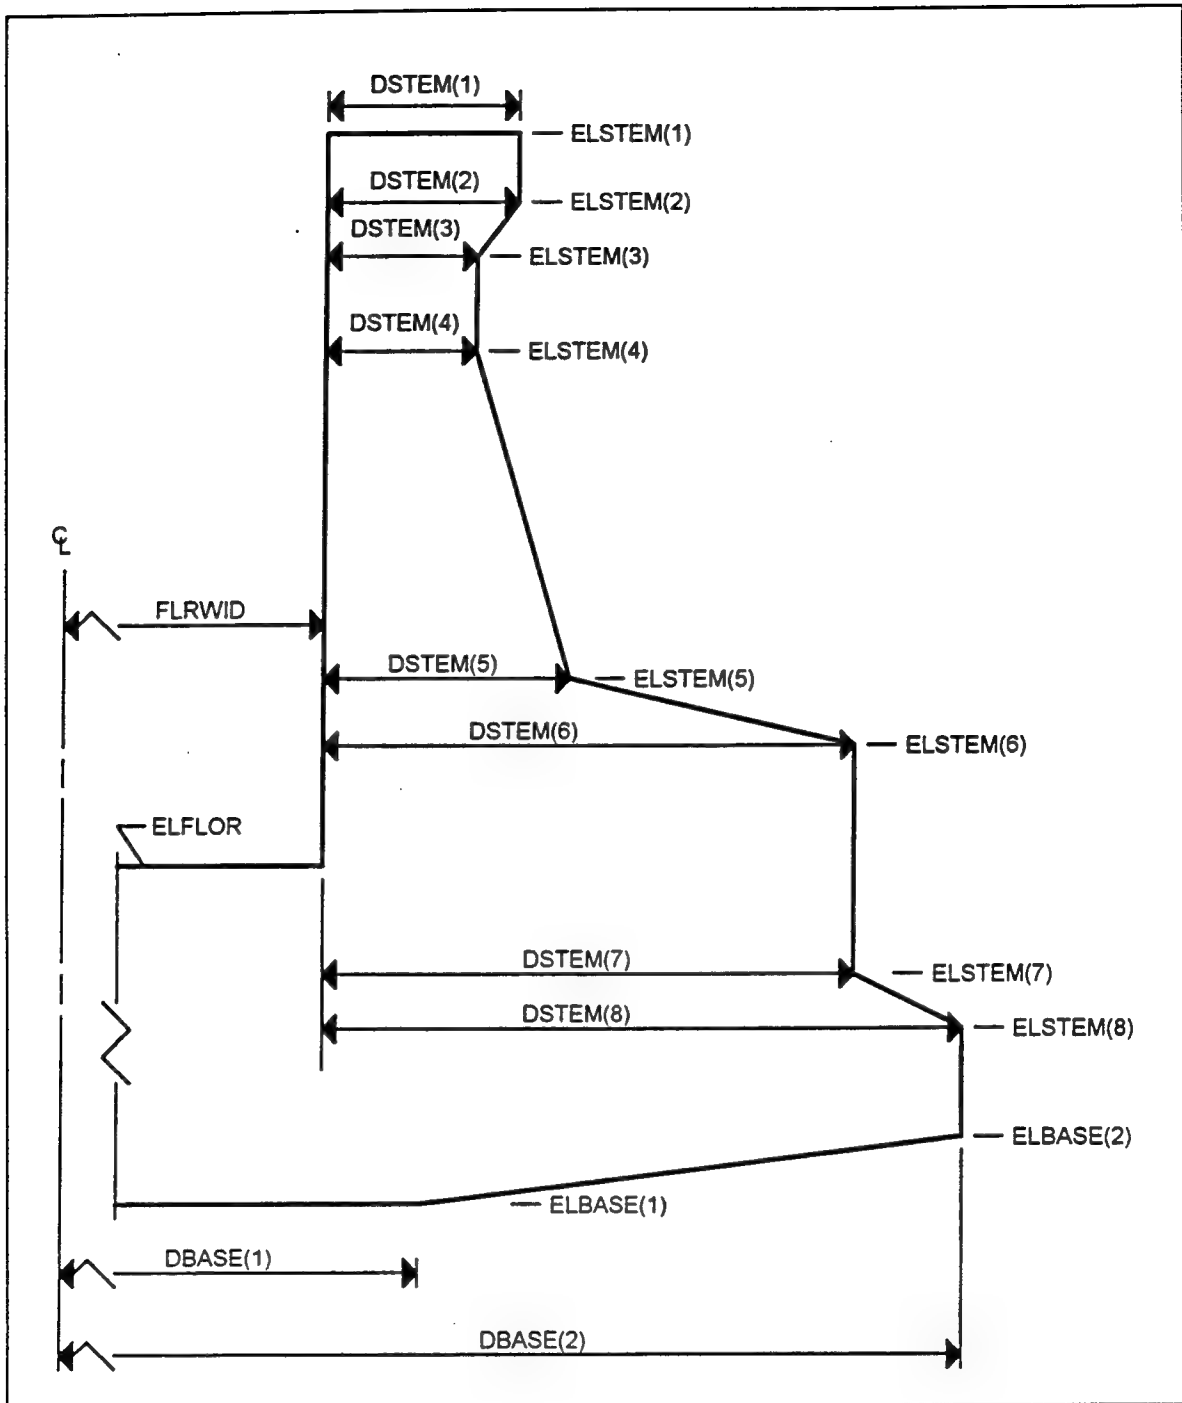 DSTEM(1)
ELSTEM(1)
DSTEM(2)
ELSTEM(2)
DSTEM(3)
ELSTEM(3)
DSTEM(4)
ELSTEM(4)
℄
FLRWID
DSTEM(5)
ELSTEM(5)
DSTEM(6)
ELSTEM(6)
ELFLOR
DSTEM(7)
ELSTEM(7)
DSTEM(8)
ELSTEM(8)
ELBASE(2)
ELBASE(1)
DBASE(1)
DBASE(2)